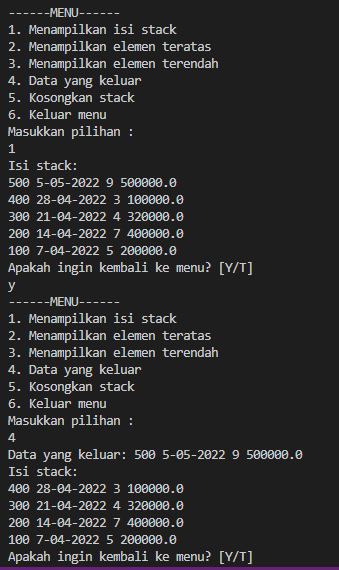 ------MENU------
1. Menampilkan isi stack
2. Menampilkan elemen teratas
3. Menampilkan elemen terendah
4. Data yang keluar
5. Kosongkan stack
6. Keluar menu
Masukkan pilihan :
1
Isi stack:
500 5-05-2022 9 500000.0
400 28-04-2022 3 100000.0
300 21-04-2022 4 320000.0
200 14-04-2022 7 400000.0
100 7-04-2022 5 200000.0
Apakah ingin kembali ke menu? [Y/T]
y
------MENU------
1. Menampilkan isi stack
2. Menampilkan elemen teratas
3. Menampilkan elemen terendah
4. Data yang keluar
5. Kosongkan stack
6. Keluar menu
Masukkan pilihan :
4
Data yang keluar: 500 5-05-2022 9 500000.0
Isi stack:
400 28-04-2022 3 100000.0
300 21-04-2022 4 320000.0
200 14-04-2022 7 400000.0
100 7-04-2022 5 200000.0
Apakah ingin kembali ke menu? [Y/T]